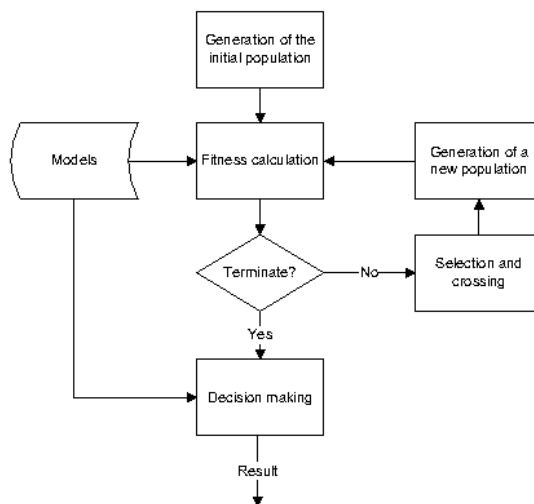 Generation of the
initial population
Models
Fitness calculation
Generation of a
new population
Terminate?
No
Selection and
crossing
Yes
Decision making
Result